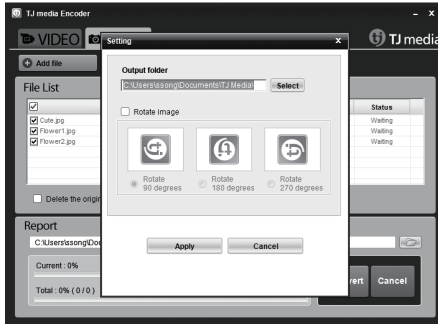 TJ media Encoder
VIDEO
TJ media
Setting
x
Add file
Output folder
C:\Users\ssong\Documents\TJ Media\
Select
File List
Rotate image
Status
Cute.jpg
Waiting
Flower1.jpg
Waiting
Flower2.jpg
Waiting
Rotate
90 degrees
Rotate
180 degrees
Rotate
270 degrees
Delete the origin
Report
C:\Users\ssong\Do
Apply
Cancel
Current : 0%
Total : 0% ( 0 / 0 )
vert
Cancel